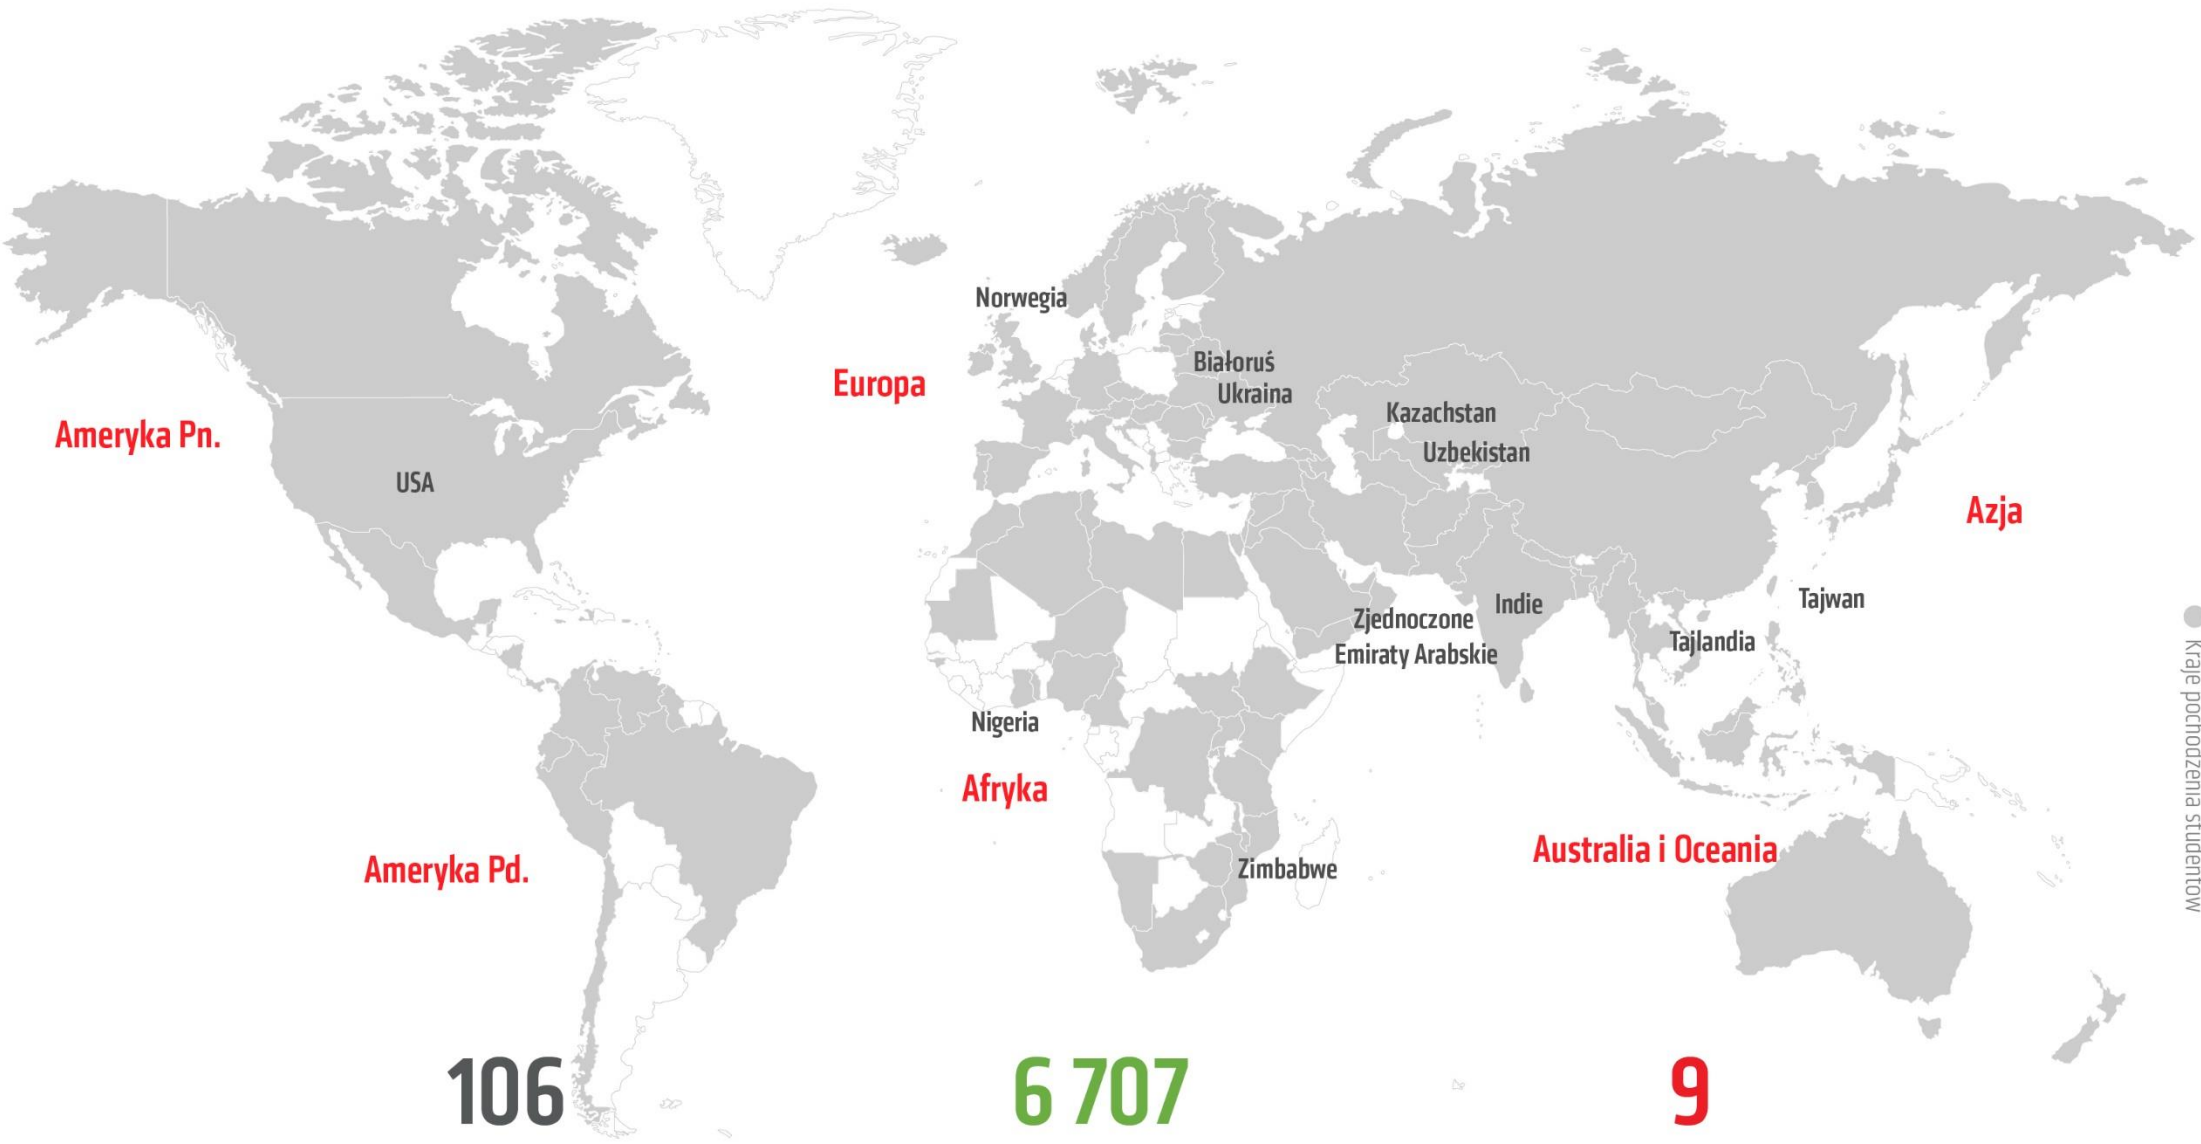 Norwegia
Białoruś
Europa
Ukraina
Kazachstan
Ameryka Pn.
Uzbekistan
USA
Azja
Tajwan
Indie
Zjednoczone
Emiraty Arabskie
Tajlandia
Nigeria
Afryka
Australia i Oceania
Ameryka Pd.
Zimbabwe
Kraje pochodzenia studentów
106
6 707
9